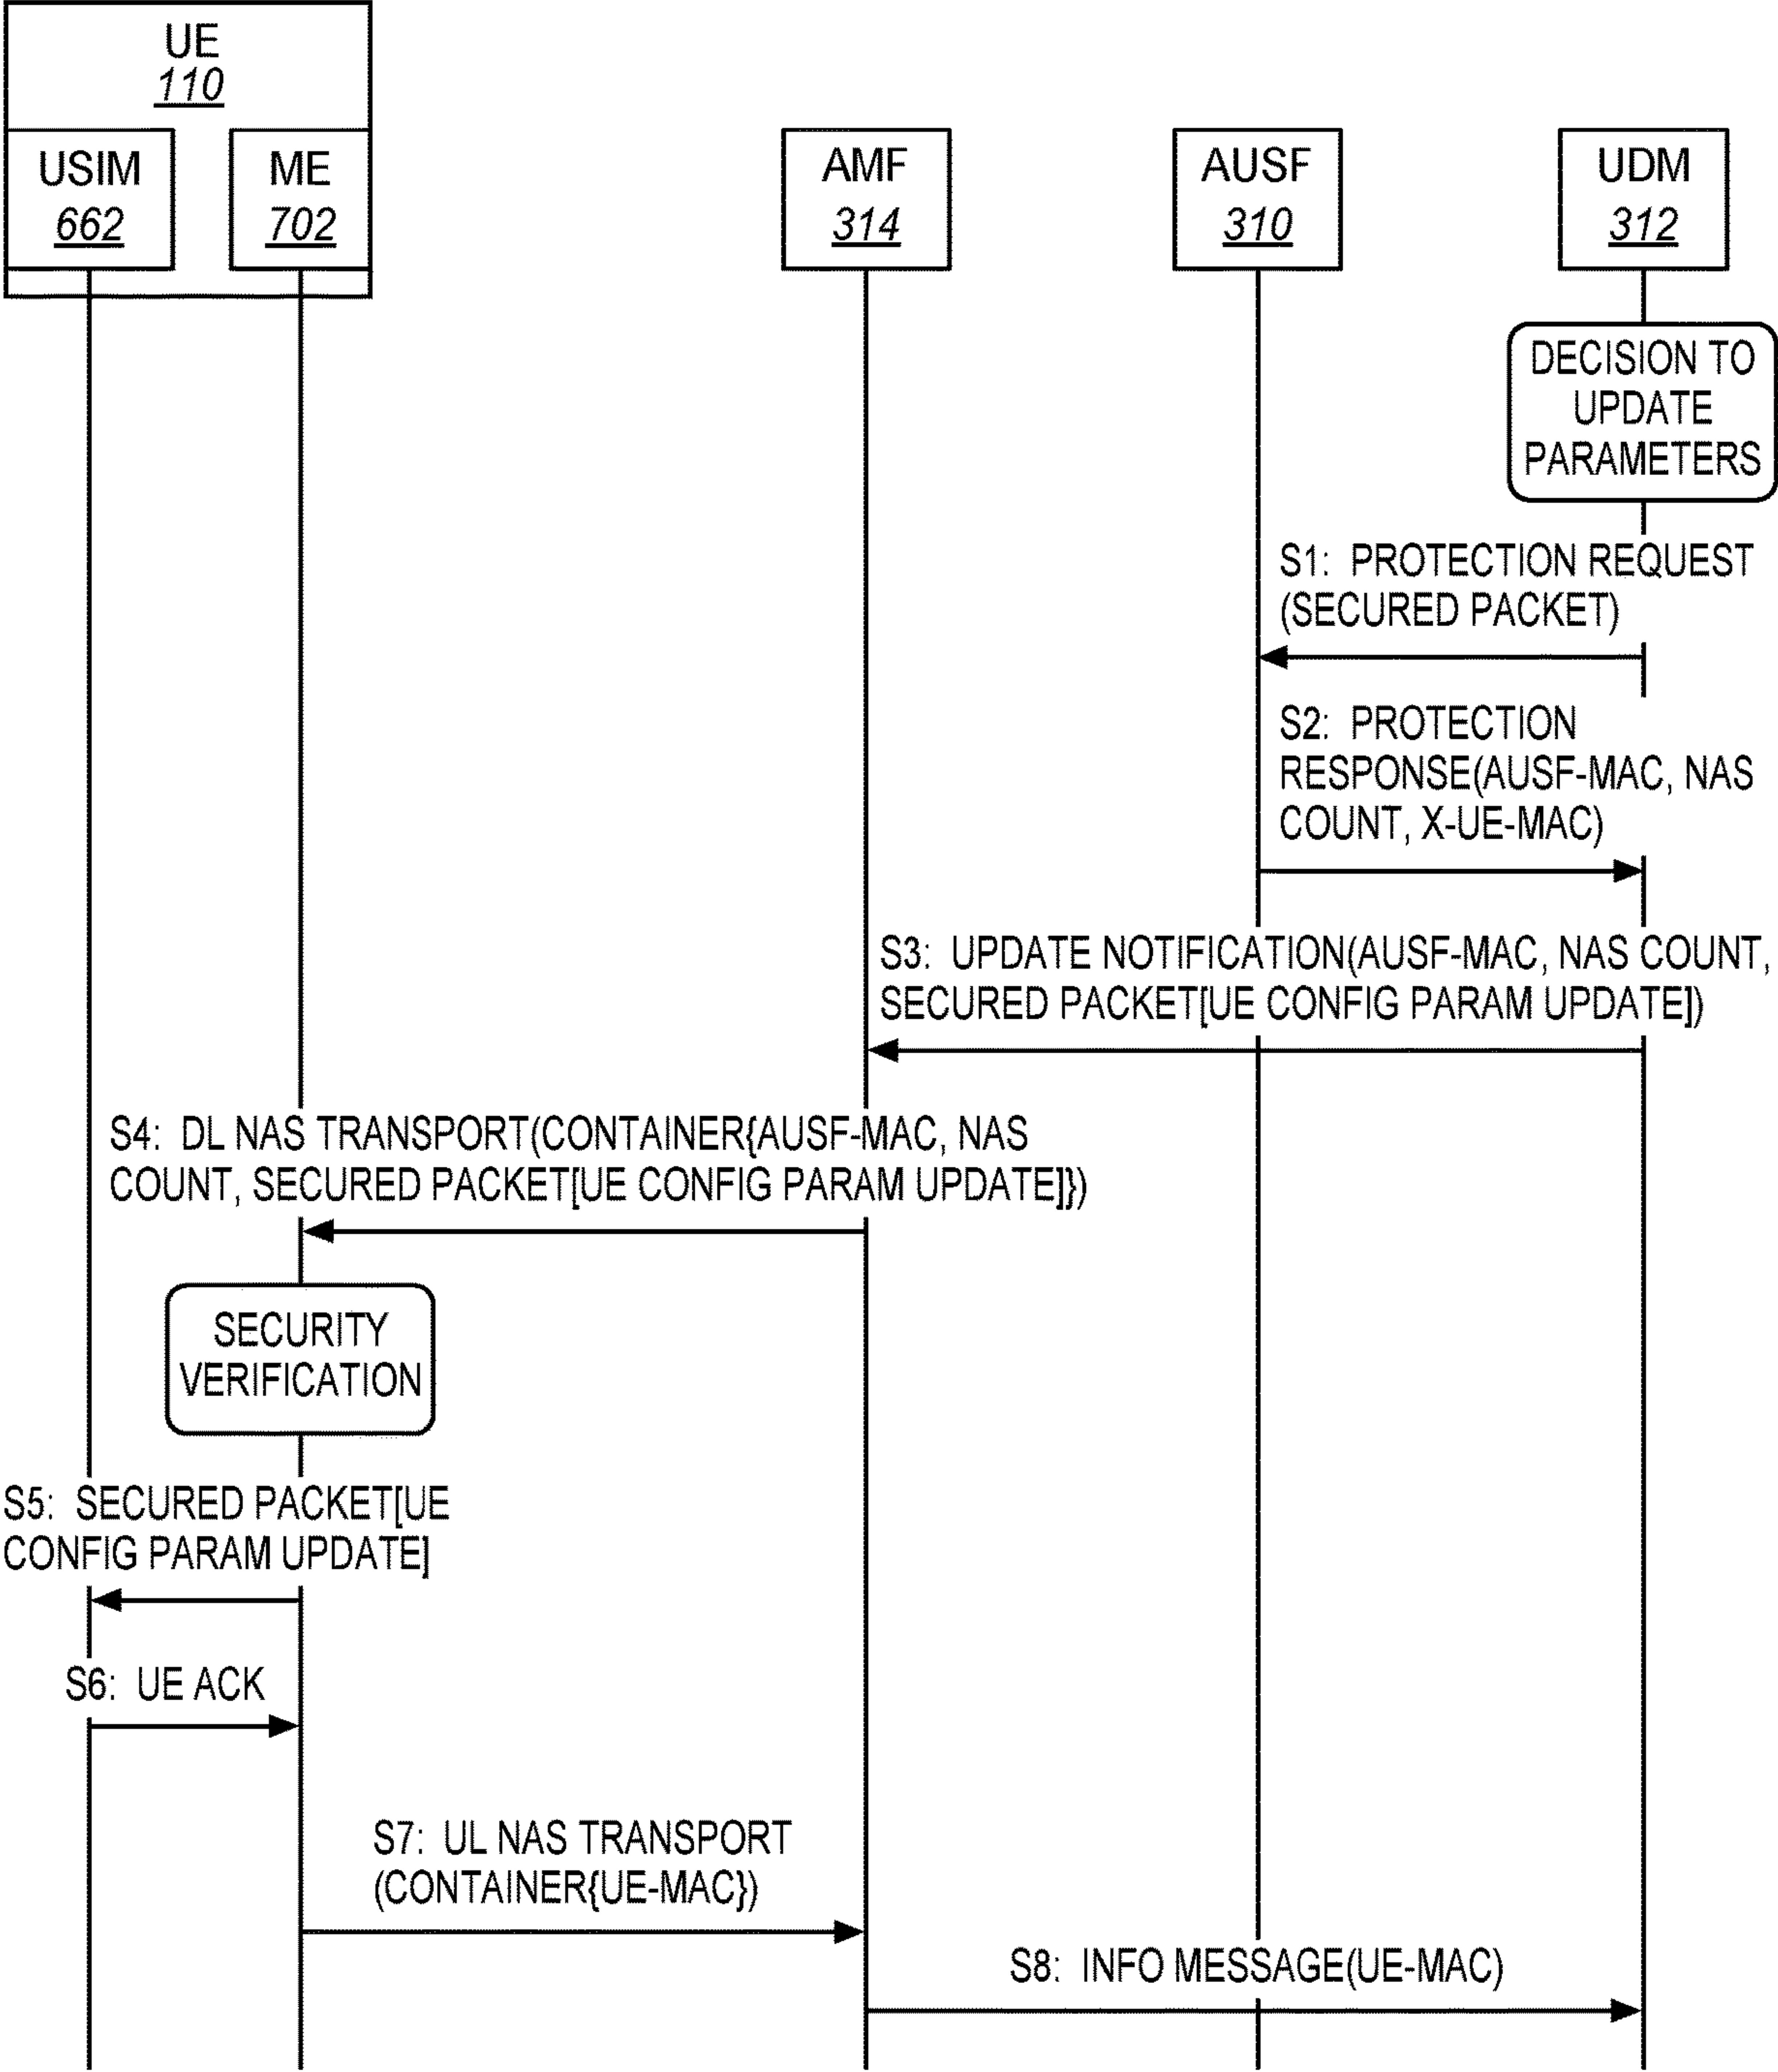 UE
110
USIM
662
ME
702
AMF
314
AUSF
310
UDM
312
DECISION TO
UPDATE
PARAMETERS
S1: PROTECTION REQUEST
(SECURED PACKET)
S2: PROTECTION
RESPONSE(AUSF-MAC, NAS
COUNT, X-UE-MAC)
S3: UPDATE NOTIFICATION(AUSF-MAC, NAS COUNT,
SECURED PACKET[UE CONFIG PARAM UPDATE])
S4: DL NAS TRANSPORT(CONTAINER{AUSF-MAC, NAS
COUNT, SECURED PACKET[UE CONFIG PARAM UPDATE]})
SECURITY
VERIFICATION
S5: SECURED PACKET[UE
CONFIG PARAM UPDATE]
S6: UE ACK
S7: UL NAS TRANSPORT
(CONTAINER{UE-MAC})
S8: INFO MESSAGE(UE-MAC)